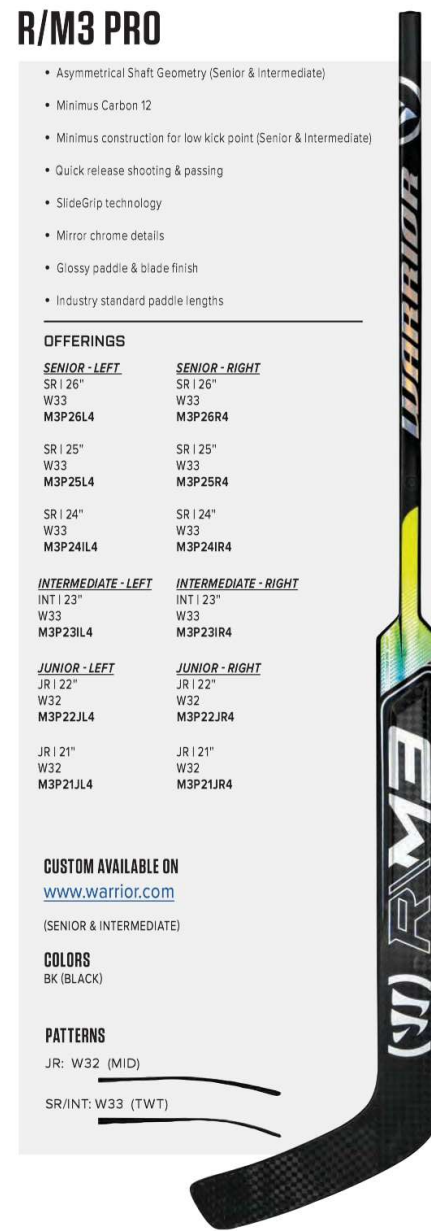 R/M3 PRO
• Asymmetrical Shaft Geometry (Senior & Intermediate)
• Minimus Carbon 12
• Minimus construction for low kick point (Senior & Intermediate)
• Quick release shooting & passing
• SlideGrip technology
• Mirror chrome details
• Glossy paddle & blade finish
• Industry standard paddle lengths
OFFERINGS
SENIOR - LEFT
SR | 26"
W33
M3P26L4
SR | 25"
W33
M3P25L4
SR | 24"
W33
M3P24IL4
SENIOR - RIGHT
SR | 26"
W33
M3P26R4
SR | 25"
W33
M3P25R4
SR | 24"
W33
M3P24IR4
INTERMEDIATE - LEFT
INT | 23"
W33
M3P23IL4
INTERMEDIATE - RIGHT
INT | 23"
W33
M3P23IR4
JUNIOR - LEFT
JR | 22"
W32
M3P22JL4
JR | 21"
W32
M3P21JL4
JUNIOR - RIGHT
JR | 22"
W32
M3P22JR4
JR | 21"
W32
M3P21JR4
CUSTOM AVAILABLE ON
www.warrior.com
(SENIOR & INTERMEDIATE)
COLORS
BK (BLACK)
PATTERNS
JR: W32 (MID)
SR/INT: W33 (TWT)
WARRIOR
R\M3